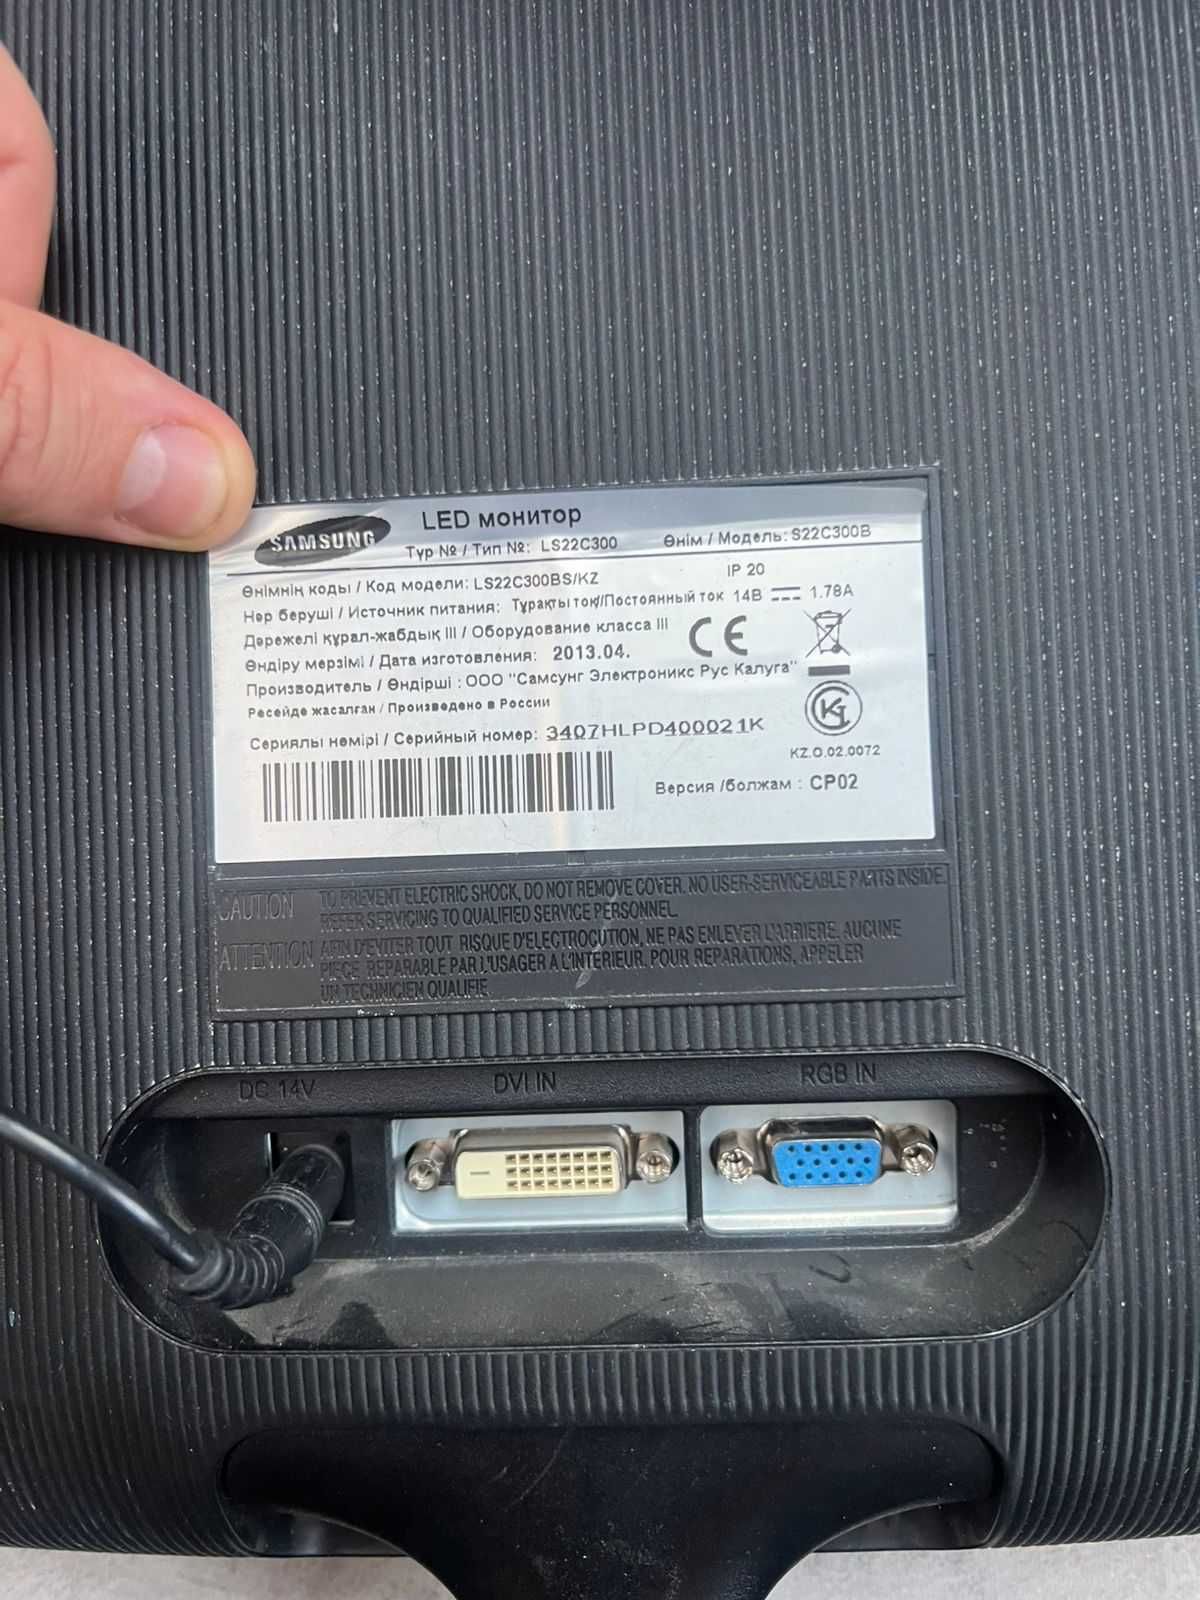 SAMSUNG
LED монитор
Түр № / Тип №: LS22C300
Өнім / Модель: S22C300B
Өнімнің коды / Код модели: LS22C300BS/KZ
IP 20
Нәр беруші / Источник питания: Тұрақты ток/Постоянный ток 14В ⎓ 1.78А
Дәрежелі құрал-жабдық III / Оборудование класса III
CE
Өндіру мерзімі / Дата изготовления: 2013.04.
Производитель / Өндірші : ООО "Самсунг Электроникс Рус Калуга"
Ресейде жасалған / Произведено в России
Сериялы нөмірі / Серийный номер: 3407HLPD400021K
KZ.O.02.0072
Версия /болжам : CP02
CAUTION TO PREVENT ELECTRIC SHOCK, DO NOT REMOVE COVER. NO USER-SERVICEABLE PARTS INSIDE.
REFER SERVICING TO QUALIFIED SERVICE PERSONNEL.
ATTENTION AFIN D'EVITER TOUT RISQUE D'ELECTROCUTION, NE PAS ENLEVER L'ARRIERE. AUCUNE
PIECE REPARABLE PAR L'USAGER A L'INTERIEUR. POUR REPARATIONS, APPELER
UN TECHNICIEN QUALIFIE.
DC 14V
DVI IN
RGB IN